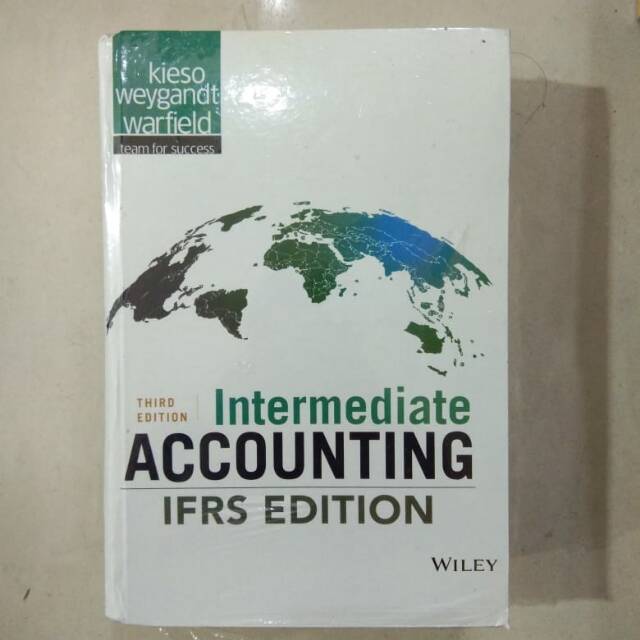 kieso
weygandt
warfield
team for success
THIRD
EDITION
Intermediate
ACCOUNTING
IFRS EDITION
WILEY